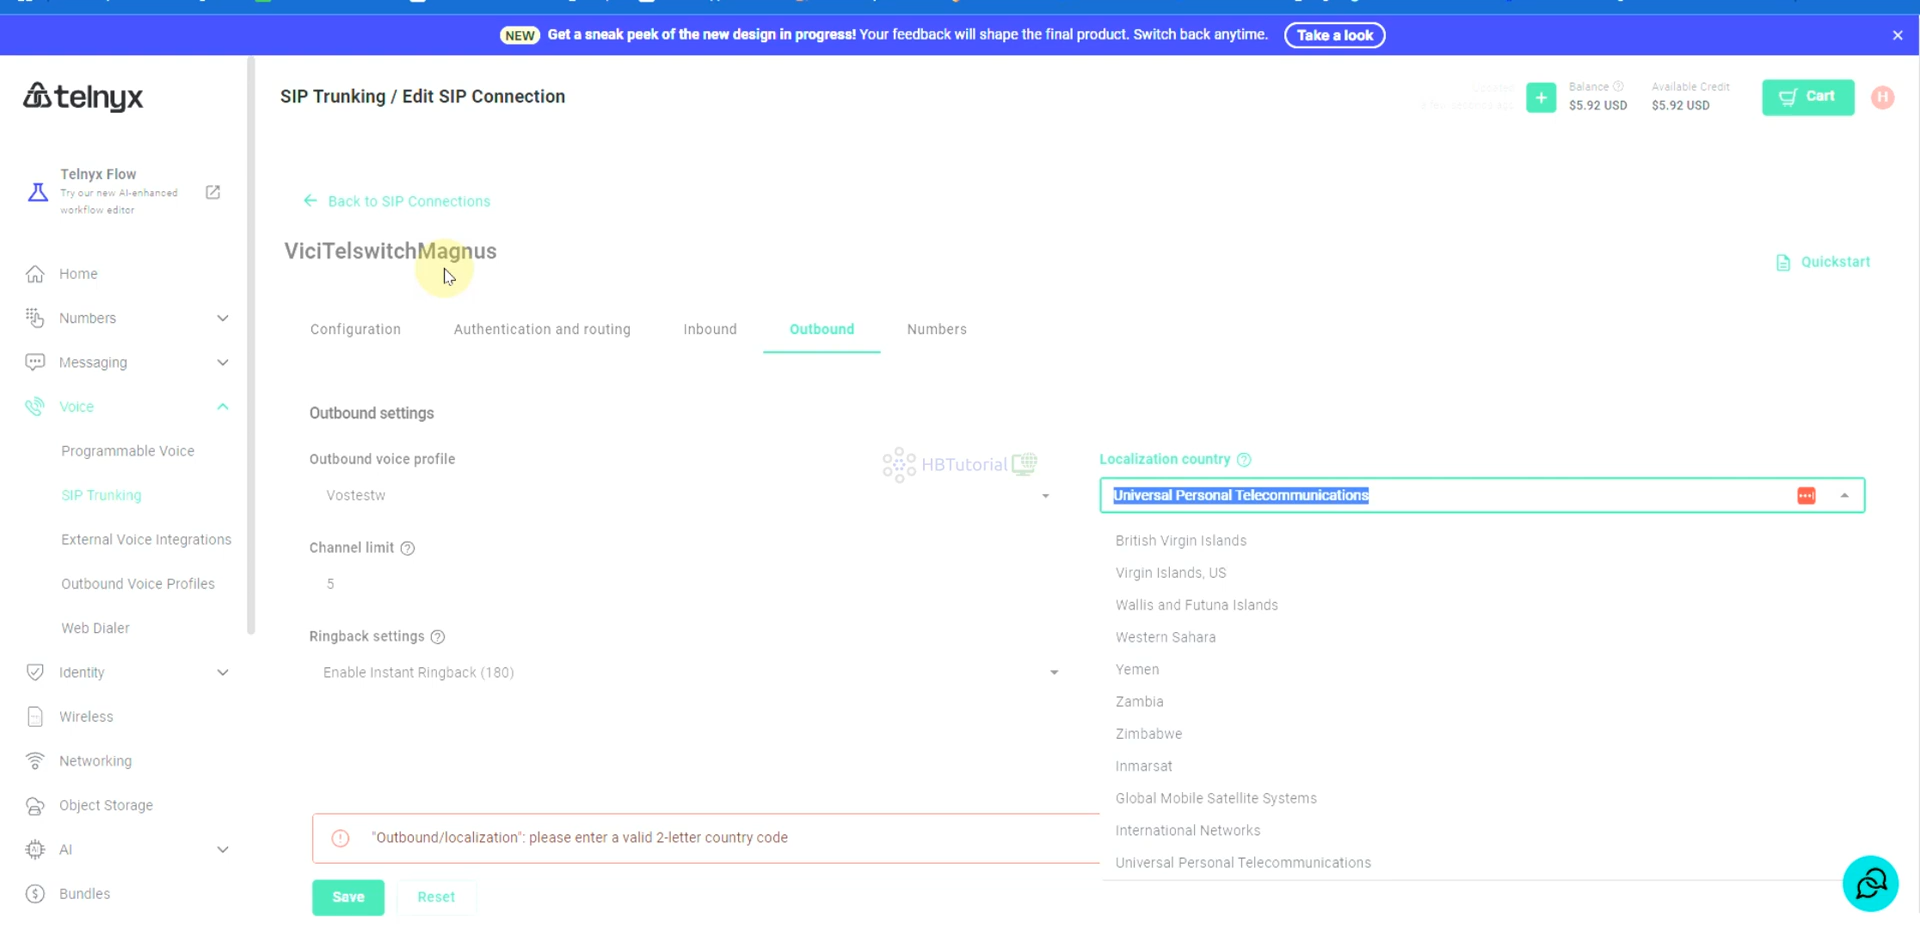 NEW Get a sneak peek of the new design in progress! Your feedback will shape the final product. Switch back anytime. Take a look
telnyx
SIP Trunking / Edit SIP Connection
Balance
$5.92 USD
Available Credit
$5.92 USD
Cart
H
Telnyx Flow
Try our new AI-enhanced
workflow editor
Home
Numbers
Messaging
Voice
Programmable Voice
SIP Trunking
External Voice Integrations
Outbound Voice Profiles
Web Dialer
Identity
Wireless
Networking
Object Storage
AI
Bundles
Back to SIP Connections
ViciTelswitchMagnus
Quickstart
Configuration
Authentication and routing
Inbound
Outbound
Numbers
Outbound settings
Outbound voice profile
Vostestw
Channel limit
5
Ringback settings
Enable Instant Ringback (180)
HBTutorial
Localization country
Universal Personal Telecommunications
British Virgin Islands
Virgin Islands, US
Wallis and Futuna Islands
Western Sahara
Yemen
Zambia
Zimbabwe
Inmarsat
Global Mobile Satellite Systems
International Networks
Universal Personal Telecommunications
"Outbound/localization": please enter a valid 2-letter country code
Save
Reset